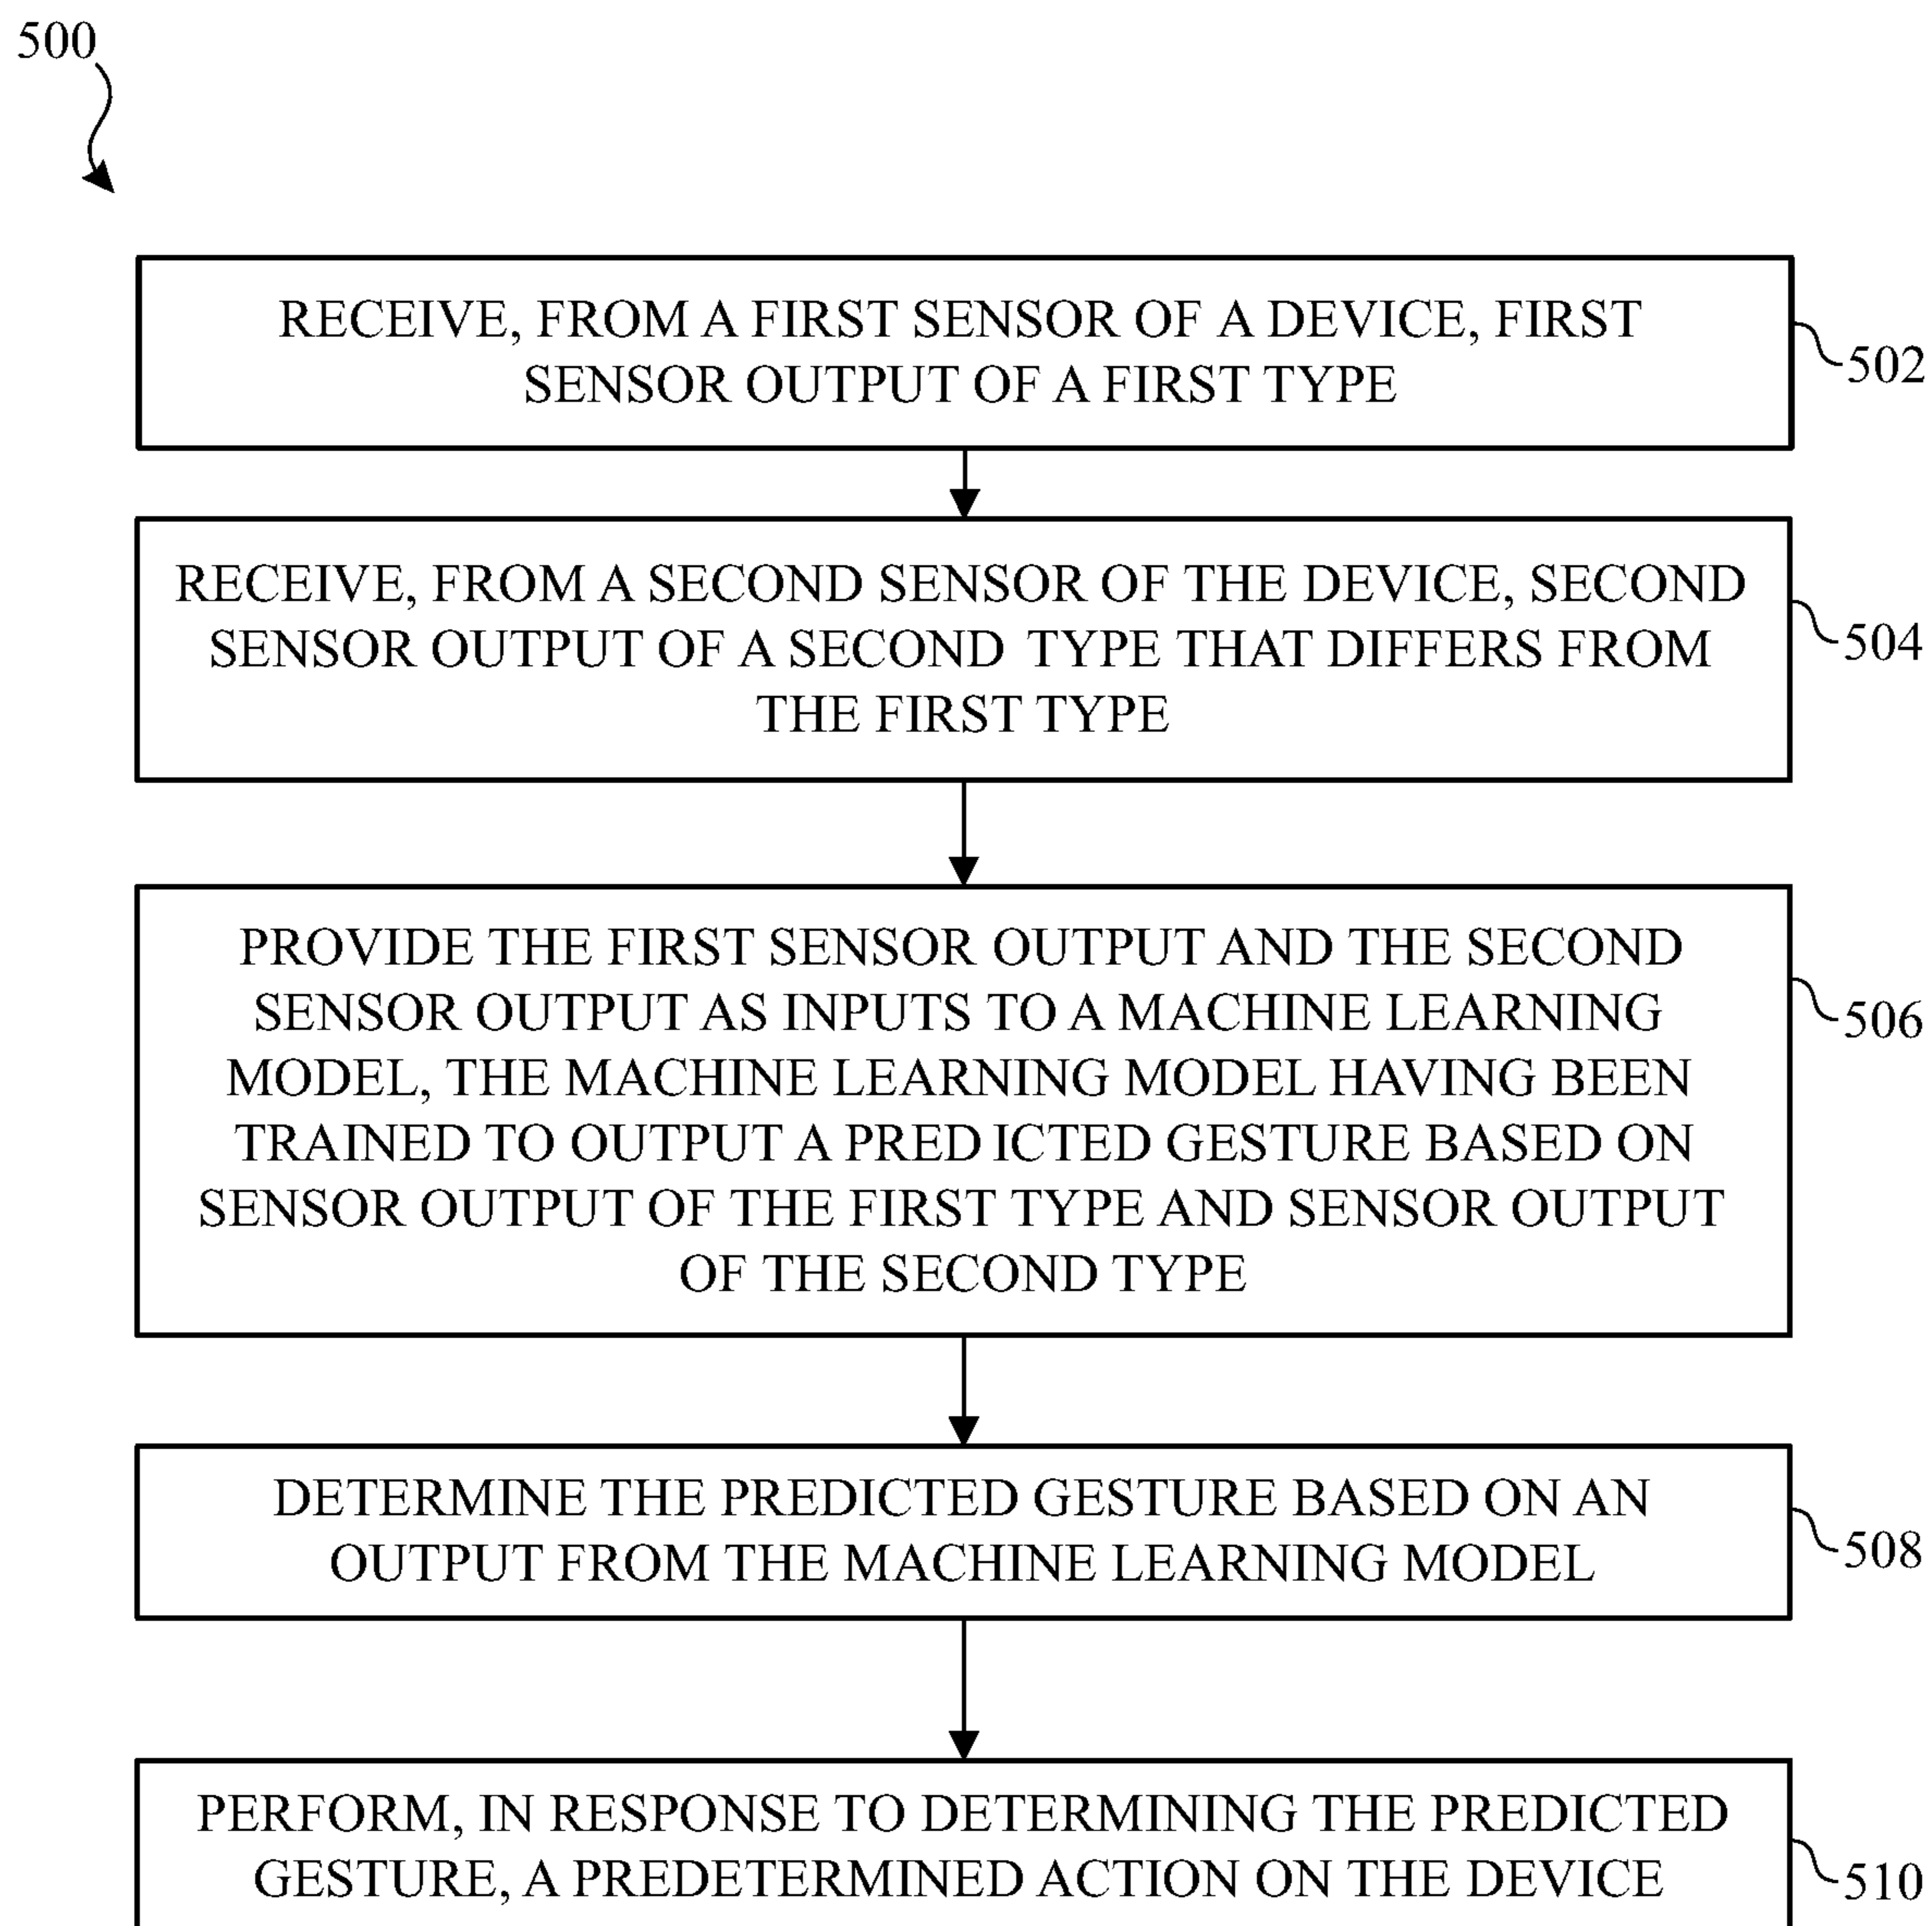 500
RECEIVE, FROM A FIRST SENSOR OF A DEVICE, FIRST
SENSOR OUTPUT OF A FIRST TYPE
502
RECEIVE, FROM A SECOND SENSOR OF THE DEVICE, SECOND
SENSOR OUTPUT OF A SECOND TYPE THAT DIFFERS FROM
THE FIRST TYPE
504
PROVIDE THE FIRST SENSOR OUTPUT AND THE SECOND
SENSOR OUTPUT AS INPUTS TO A MACHINE LEARNING
MODEL, THE MACHINE LEARNING MODEL HAVING BEEN
TRAINED TO OUTPUT A PRED ICTED GESTURE BASED ON
SENSOR OUTPUT OF THE FIRST TYPE AND SENSOR OUTPUT
OF THE SECOND TYPE
506
DETERMINE THE PREDICTED GESTURE BASED ON AN
OUTPUT FROM THE MACHINE LEARNING MODEL
508
PERFORM, IN RESPONSE TO DETERMINING THE PREDICTED
GESTURE, A PREDETERMINED ACTION ON THE DEVICE
510